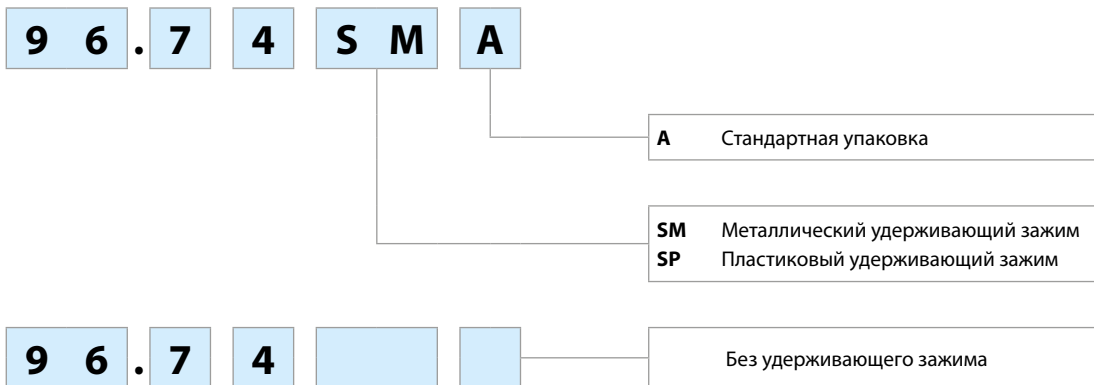 9 6 . 7 4 S M A
A Стандартная упаковка
SM Металлический удерживающий зажим
SP Пластиковый удерживающий зажим
9 6 . 7 4 Без удерживающего зажима